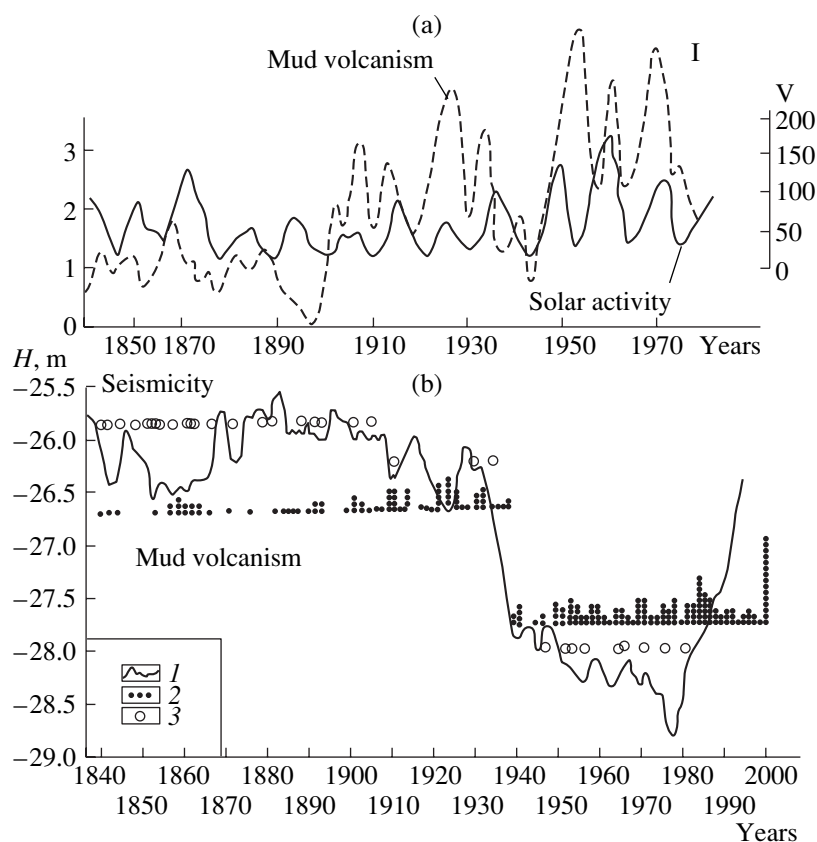 (a)
Mud volcanism
I
V
200
3
150
2
100
50
1
0
Solar activity
0
1850 1870 1890 1910 1930 1950 1970 Years
H, m
(b)
−25.5
Seismicity
−26.0
−26.5
−27.0
Mud volcanism
−27.5
−28.0
1
−28.5
2
3
−29.0
1840 1860 1880 1900 1920 1940 1960 1980 2000
1850 1870 1890 1910 1930 1950 1970 1990
Years